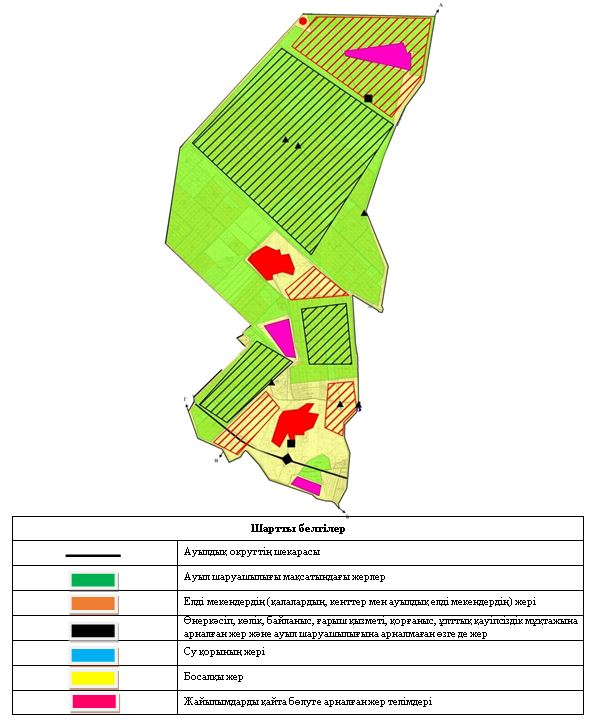 А
Г
В
Б
Шартты белгілер
Ауылдық округтің шекарасы
Ауыл шаруашылығы мақсатындағы жерлер
Елді мекендердің (қалалардың, кенттер мен ауылдық елді мекендердің) жері
Өнеркәсіп, көлік, байланыс, ғарыш қызметі, қорғаныс, ұлттық қауіпсіздік мұқтажына
арналған жер және ауыл шаруашылығына арналмаған өзге де жер
Су қорының жері
Босалқы жер
Жайылымдарды қайта бөлуге арналған жер телімдері